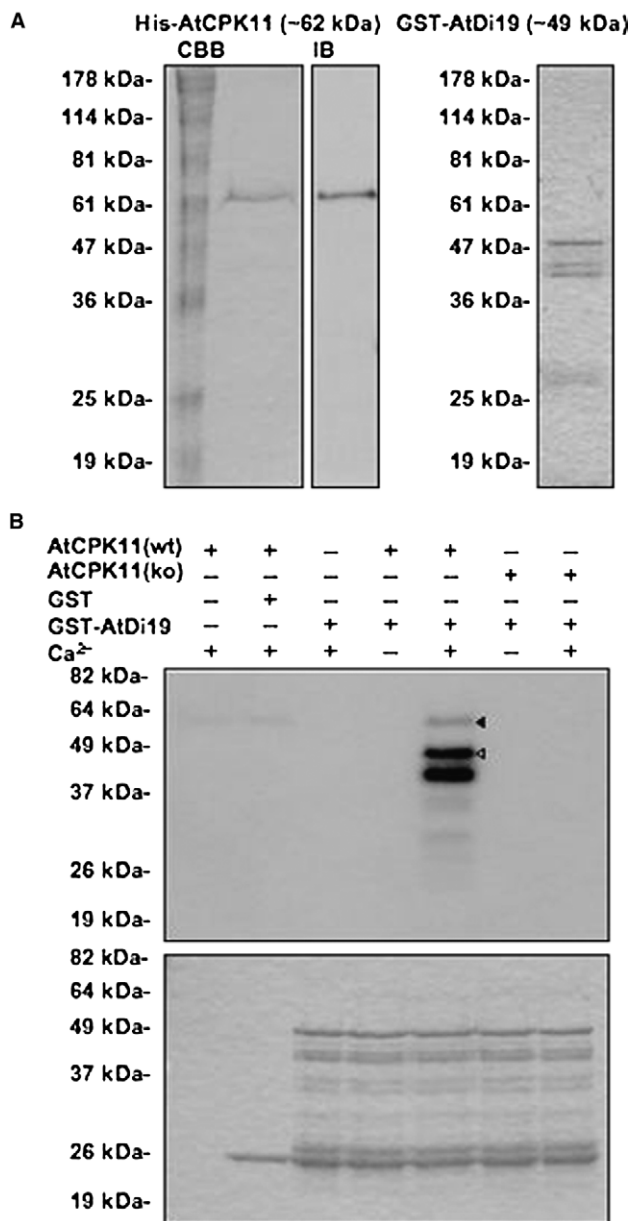 A
His-AtCPK11 (~62 kDa) GST-AtDi19 (~49 kDa)
CBB IB
178 kDa- 178 kDa-
114 kDa- 114 kDa-
81 kDa- 81 kDa-
61 kDa- 61 kDa-
47 kDa- 47 kDa-
36 kDa- 36 kDa-
25 kDa- 25 kDa-
19 kDa- 19 kDa-
B
AtCPK11(wt) + + − + + − −
AtCPK11(ko) − − − − − + +
GST − + − − − − −
GST-AtDi19 − − + + + + +
Ca²⁻ + + + − + − +
82 kDa-
64 kDa-
49 kDa-
37 kDa-
26 kDa-
19 kDa-
82 kDa-
64 kDa-
49 kDa-
37 kDa-
26 kDa-
19 kDa-